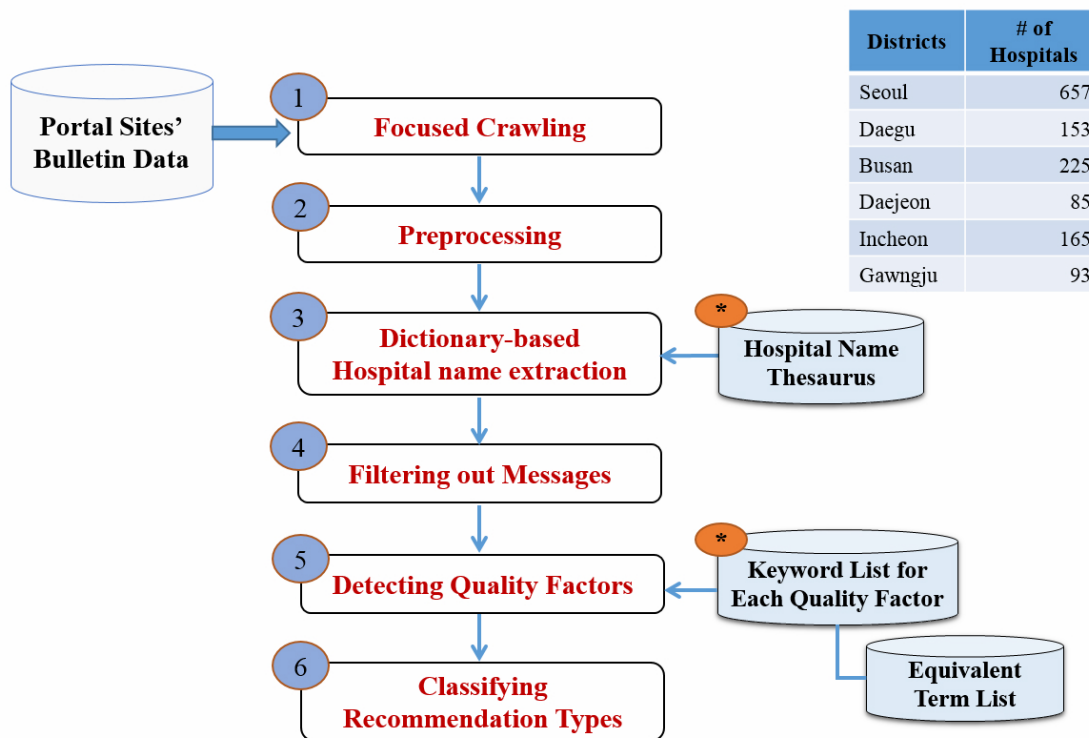 Portal Sites'
Bulletin Data
1
Focused Crawling
2
Preprocessing
3
Dictionary-based
Hospital name extraction
*
Hospital Name
Thesaurus
4
Filtering out Messages
5
Detecting Quality Factors
*
Keyword List for
Each Quality Factor
Equivalent
Term List
6
Classifying
Recommendation Types
Districts # of
Hospitals
Seoul 657
Daegu 153
Busan 225
Daejeon 85
Incheon 165
Gawngju 93